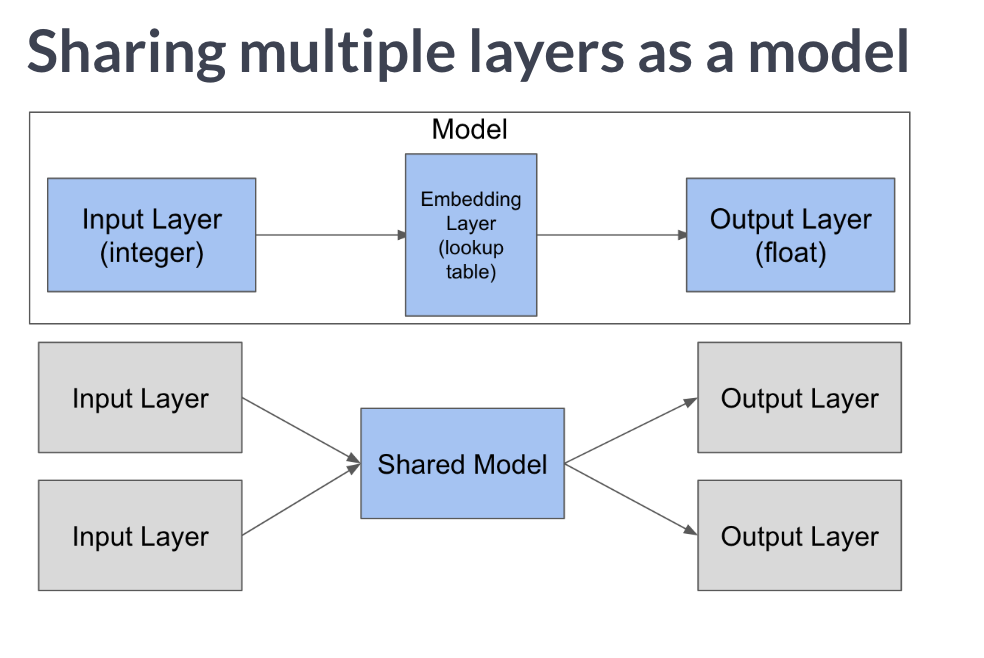 Sharing multiple layers as a model
Model
Input Layer
(integer)
Embedding
Layer
(lookup
table)
Output Layer
(float)
Input Layer
Shared Model
Output Layer
Input Layer
Output Layer